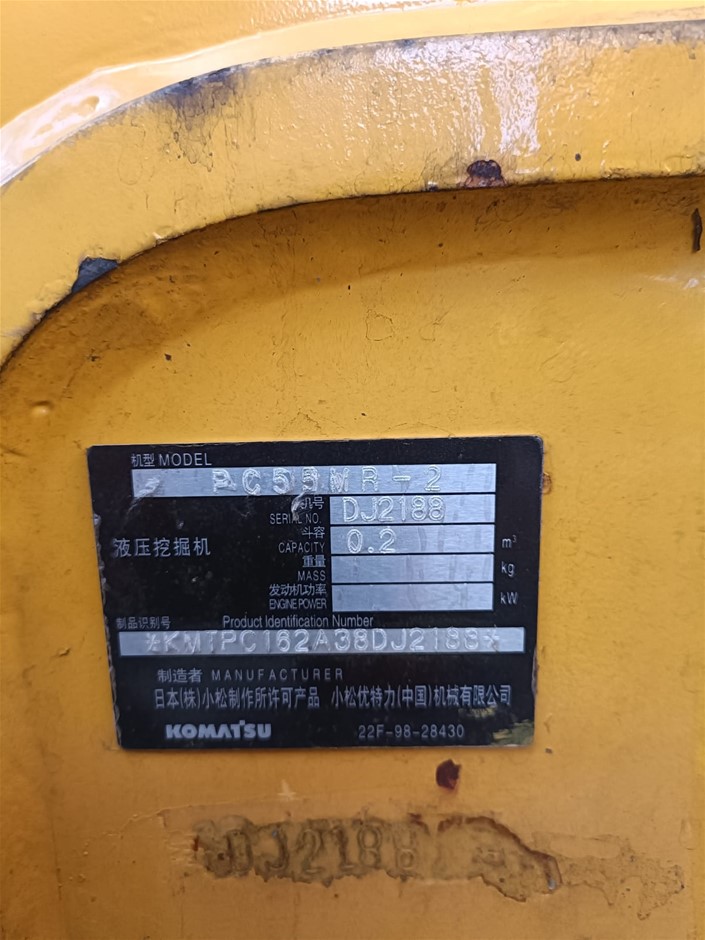 机型 MODEL
PC55MR-2
机号
SERIAL NO. DJ2188
液压挖掘机
斗容
CAPACITY 0.2 m³
重量
MASS kg
发动机功率
ENGINE POWER kW
制品识别号 Product Identification Number
*KMTPC162A38DJ2188*
制造者 MANUFACTURER
日本(株)小松制作所许可产品 小松优特力(中国)机械有限公司
KOMATSU 22F-98-28430
DJ2188